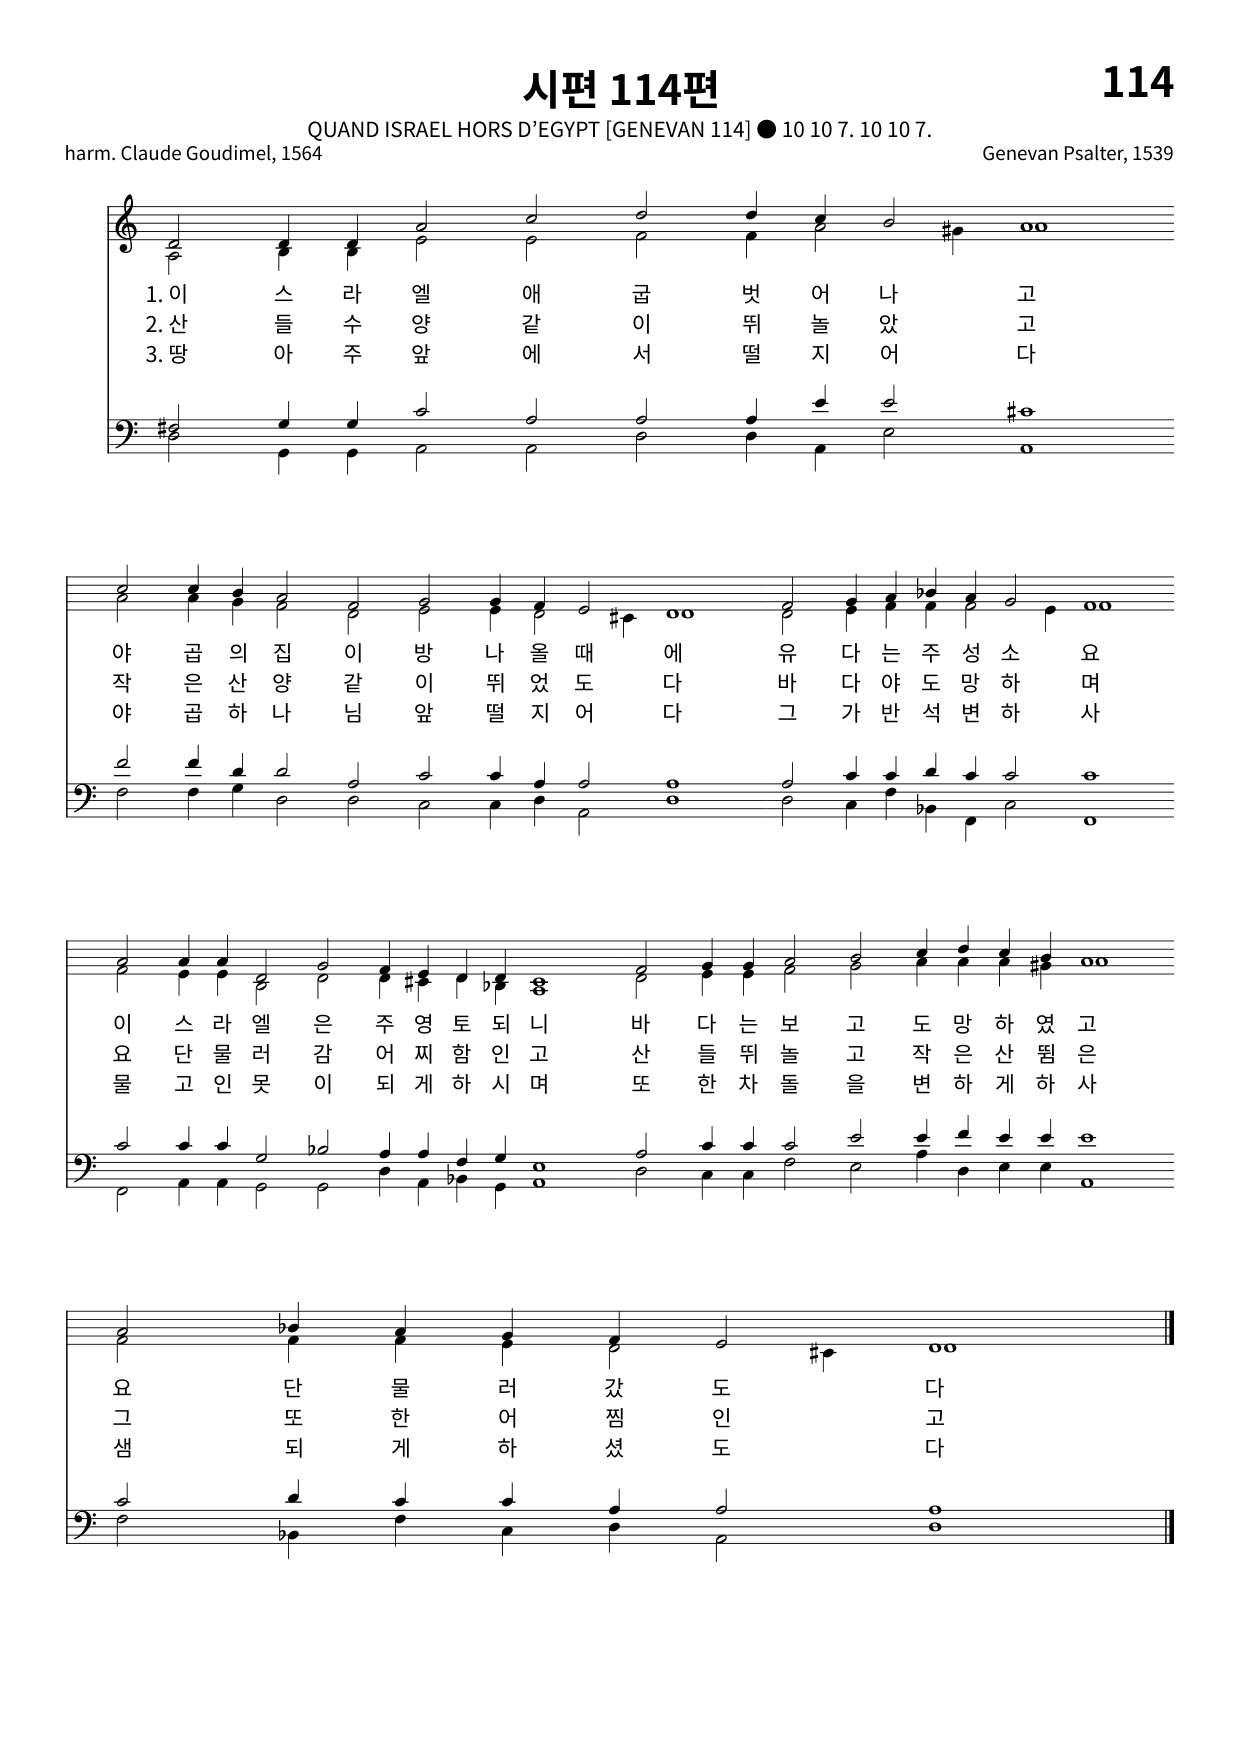 시편 114편
114
QUAND ISRAEL HORS D’EGYPT [GENEVAN 114] ● 10 10 7. 10 10 7.
harm. Claude Goudimel, 1564
Genevan Psalter, 1539
1. 이 스 라 엘 애 굽 벗 어 나 고
2. 산 들 수 양 같 이 뛰 놀 았 고
3. 땅 아 주 앞 에 서 떨 지 어 다
야 곱 의 집 이 방 나 올 때 에 유 다 는 주 성 소 요
작 은 산 양 같 이 뛰 었 도 다 바 다 야 도 망 하 며
야 곱 하 나 님 앞 떨 지 어 다 그 가 반 석 변 하 사
이 스 라 엘 은 주 영 토 되 니 바 다 는 보 고 도 망 하 였 고
요 단 물 러 감 어 찌 함 인 고 산 들 뛰 놀 고 작 은 산 뜀 은
물 고 인 못 이 되 게 하 시 며 또 한 차 돌 을 변 하 게 하 사
요 단 물 러 갔 도 다
그 또 한 어 찜 인 고
샘 되 게 하 셨 도 다